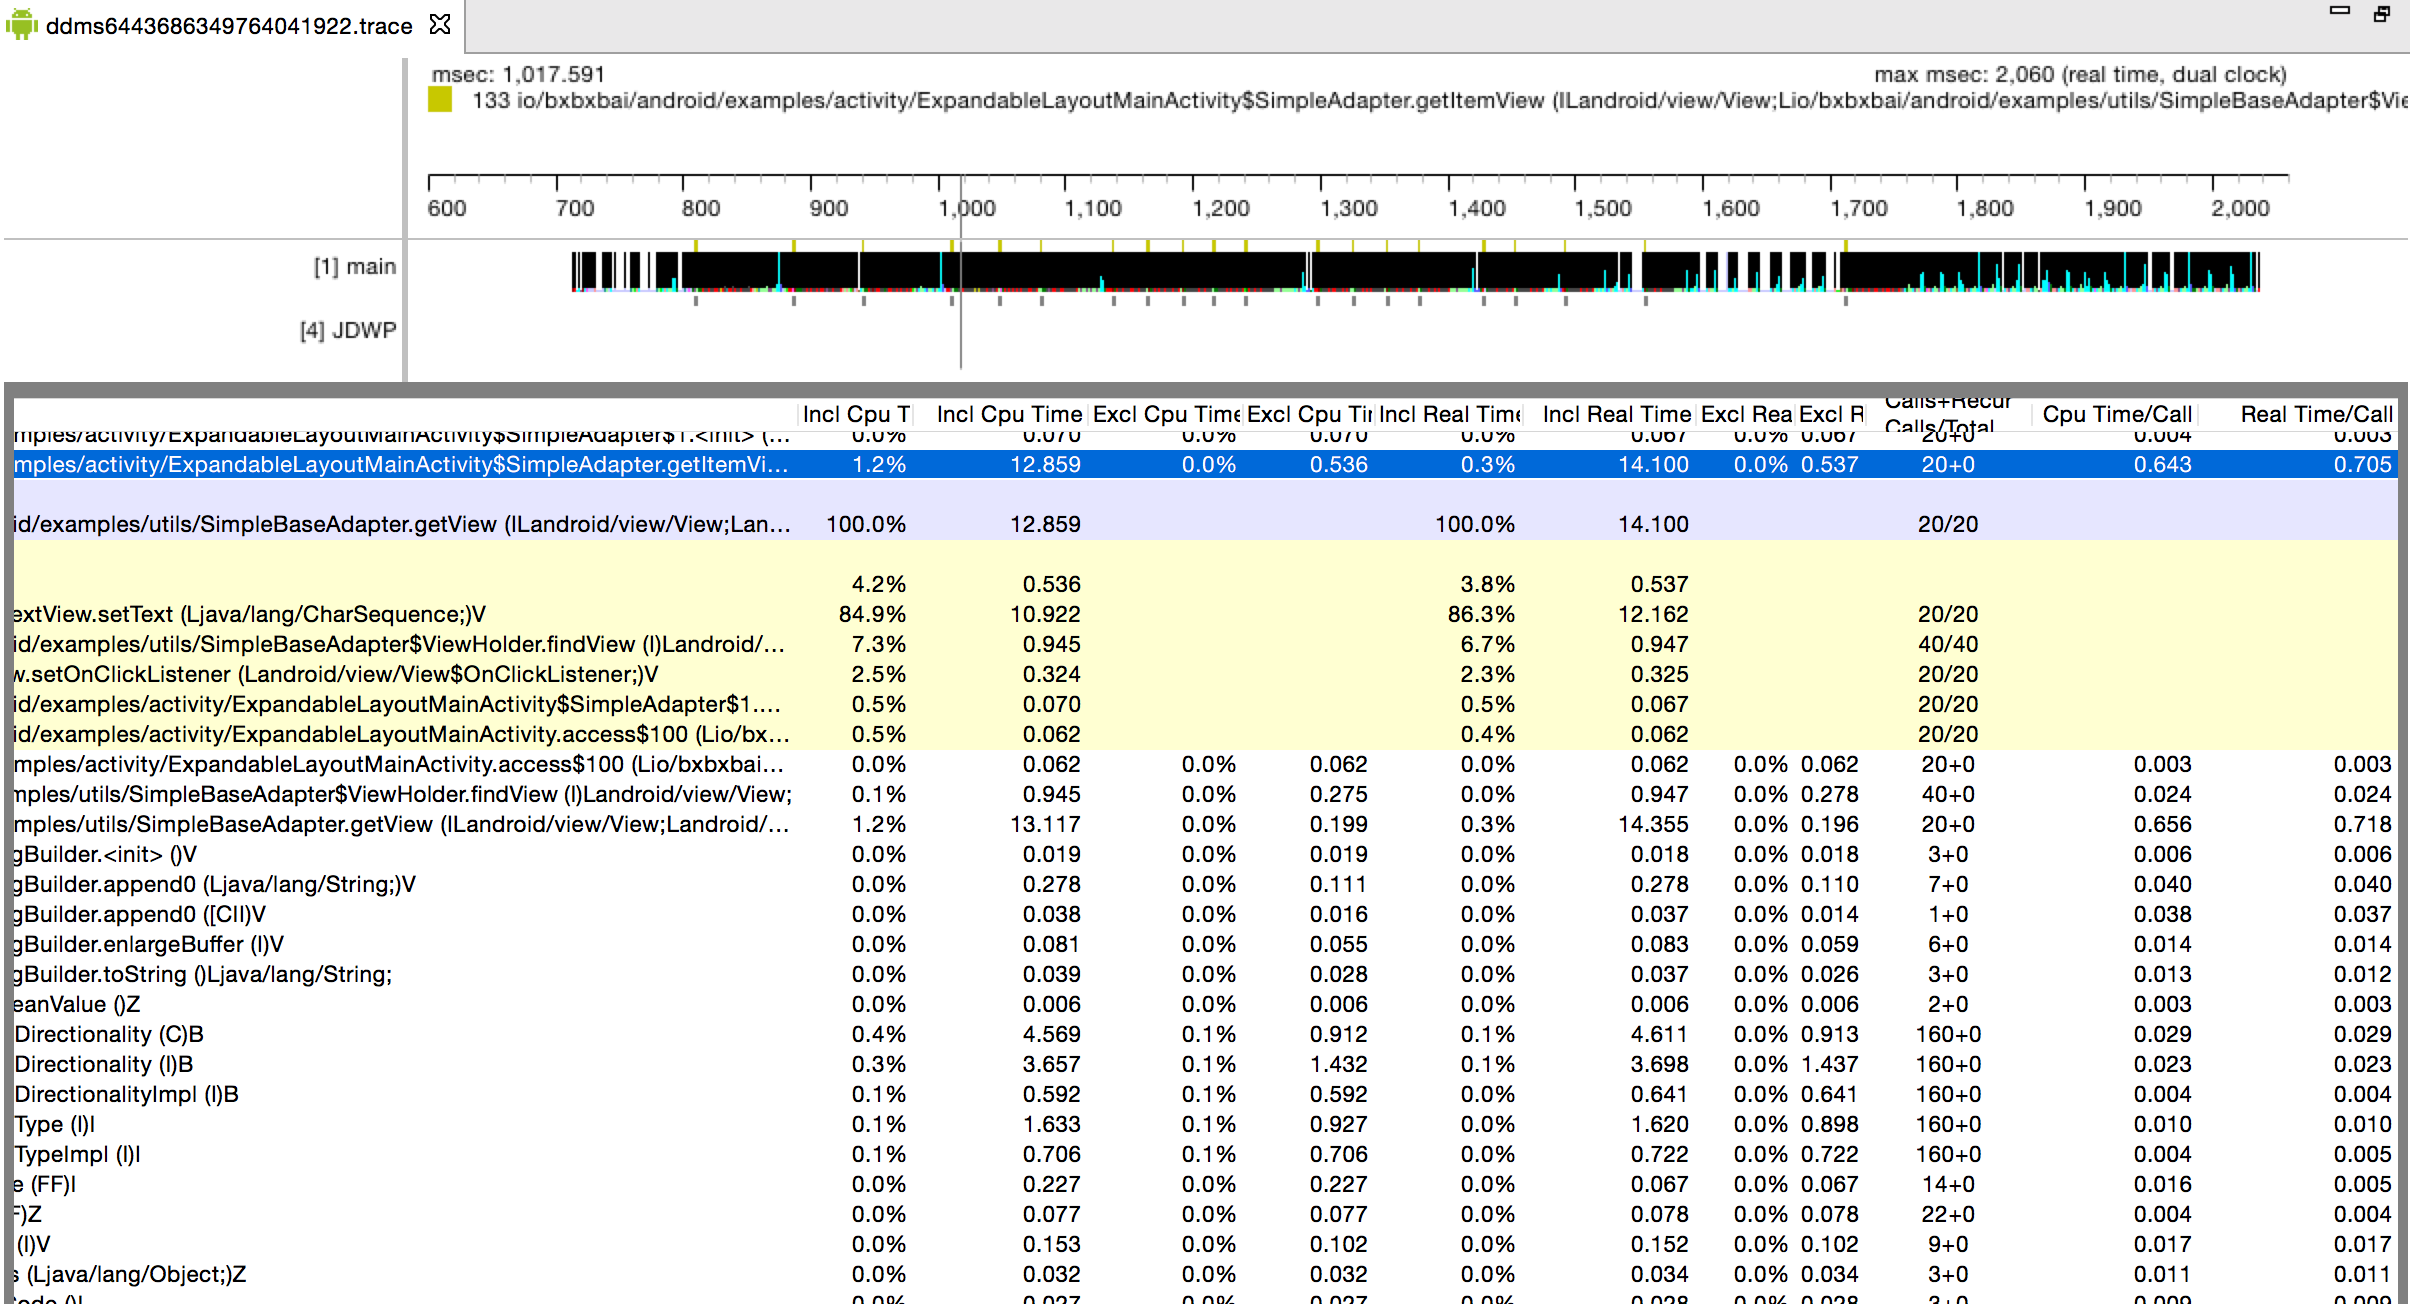 ddms6443686349764041922.trace
msec: 1,017.591 max msec: 2,060 (real time, dual clock)
133 io/bxbxbai/android/examples/activity/ExpandableLayoutMainActivity$SimpleAdapter.getItemView (ILandroid/view/View;Lio/bxbxbai/android/examples/utils/SimpleBaseAdapter$Vie
600 700 800 900 1,000 1,100 1,200 1,300 1,400 1,500 1,600 1,700 1,800 1,900 2,000
[1] main
[4] JDWP
Incl Cpu T Incl Cpu Time Excl Cpu Time Excl Cpu Tir Incl Real Time Incl Real Time Excl Rea Excl R Calls+Recur Calls/Total Cpu Time/Call Real Time/Call
mples/activity/ExpandableLayoutMainActivity$SimpleAdapter$1.<init> (... 0.0% 0.070 0.0% 0.070 0.0% 0.067 0.0% 0.067 20+0 0.004 0.003
mples/activity/ExpandableLayoutMainActivity$SimpleAdapter.getItemVi... 1.2% 12.859 0.0% 0.536 0.3% 14.100 0.0% 0.537 20+0 0.643 0.705
id/examples/utils/SimpleBaseAdapter.getView (ILandroid/view/View;Lan... 100.0% 12.859 100.0% 14.100 20/20
4.2% 0.536 3.8% 0.537
extView.setText (Ljava/lang/CharSequence;)V 84.9% 10.922 86.3% 12.162 20/20
id/examples/utils/SimpleBaseAdapter$ViewHolder.findView (I)Landroid/... 7.3% 0.945 6.7% 0.947 40/40
w.setOnClickListener (Landroid/view/View$OnClickListener;)V 2.5% 0.324 2.3% 0.325 20/20
id/examples/activity/ExpandableLayoutMainActivity$SimpleAdapter$1.... 0.5% 0.070 0.5% 0.067 20/20
id/examples/activity/ExpandableLayoutMainActivity.access$100 (Lio/bx... 0.5% 0.062 0.4% 0.062 20/20
mples/activity/ExpandableLayoutMainActivity.access$100 (Lio/bxbxbai... 0.0% 0.062 0.0% 0.062 0.0% 0.062 0.0% 0.062 20+0 0.003 0.003
mples/utils/SimpleBaseAdapter$ViewHolder.findView (I)Landroid/view/View; 0.1% 0.945 0.0% 0.275 0.0% 0.947 0.0% 0.278 40+0 0.024 0.024
mples/utils/SimpleBaseAdapter.getView (ILandroid/view/View;Landroid/... 1.2% 13.117 0.0% 0.199 0.3% 14.355 0.0% 0.196 20+0 0.656 0.718
gBuilder.<init> ()V 0.0% 0.019 0.0% 0.019 0.0% 0.018 0.0% 0.018 3+0 0.006 0.006
gBuilder.append0 (Ljava/lang/String;)V 0.0% 0.278 0.0% 0.111 0.0% 0.278 0.0% 0.110 7+0 0.040 0.040
gBuilder.append0 ([CII)V 0.0% 0.038 0.0% 0.016 0.0% 0.037 0.0% 0.014 1+0 0.038 0.037
gBuilder.enlargeBuffer (I)V 0.0% 0.081 0.0% 0.055 0.0% 0.083 0.0% 0.059 6+0 0.014 0.014
gBuilder.toString ()Ljava/lang/String; 0.0% 0.039 0.0% 0.028 0.0% 0.037 0.0% 0.026 3+0 0.013 0.012
eanValue ()Z 0.0% 0.006 0.0% 0.006 0.0% 0.006 0.0% 0.006 2+0 0.003 0.003
Directionality (C)B 0.4% 4.569 0.1% 0.912 0.1% 4.611 0.0% 0.913 160+0 0.029 0.029
Directionality (I)B 0.3% 3.657 0.1% 1.432 0.1% 3.698 0.0% 1.437 160+0 0.023 0.023
DirectionalityImpl (I)B 0.1% 0.592 0.1% 0.592 0.0% 0.641 0.0% 0.641 160+0 0.004 0.004
Type (I)I 0.1% 1.633 0.1% 0.927 0.0% 1.620 0.0% 0.898 160+0 0.010 0.010
TypeImpl (I)I 0.1% 0.706 0.1% 0.706 0.0% 0.722 0.0% 0.722 160+0 0.004 0.005
e (FF)I 0.0% 0.227 0.0% 0.227 0.0% 0.067 0.0% 0.067 14+0 0.016 0.005
F)Z 0.0% 0.077 0.0% 0.077 0.0% 0.078 0.0% 0.078 22+0 0.004 0.004
(I)V 0.0% 0.153 0.0% 0.102 0.0% 0.152 0.0% 0.102 9+0 0.017 0.017
s (Ljava/lang/Object;)Z 0.0% 0.032 0.0% 0.032 0.0% 0.034 0.0% 0.034 3+0 0.011 0.011